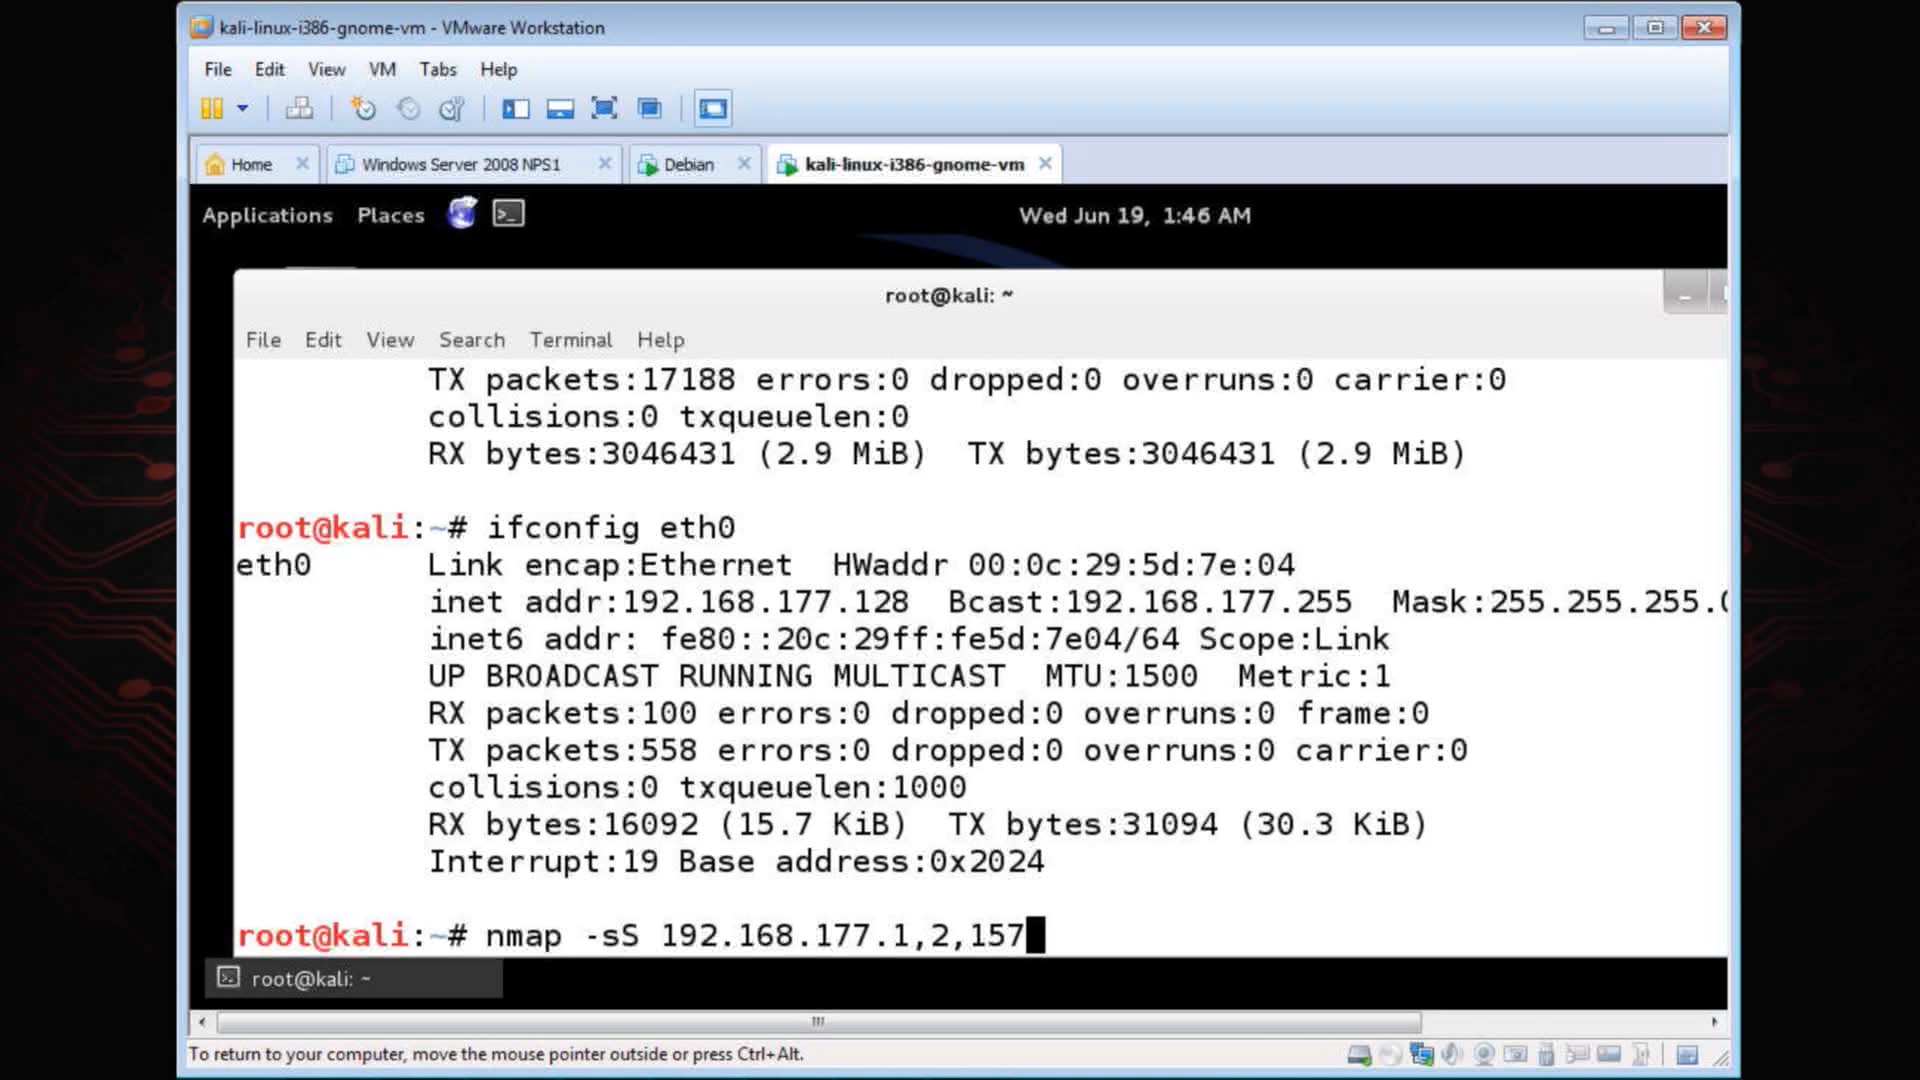 kali-linux-i386-gnome-vm - VMware Workstation
File Edit View VM Tabs Help
Home Windows Server 2008 NPS1 Debian kali-linux-i386-gnome-vm
Applications Places Wed Jun 19, 1:46 AM
root@kali: ~
File Edit View Search Terminal Help
TX packets:17188 errors:0 dropped:0 overruns:0 carrier:0
collisions:0 txqueuelen:0
RX bytes:3046431 (2.9 MiB) TX bytes:3046431 (2.9 MiB)
root@kali:~# ifconfig eth0
eth0 Link encap:Ethernet HWaddr 00:0c:29:5d:7e:04
inet addr:192.168.177.128 Bcast:192.168.177.255 Mask:255.255.255.0
inet6 addr: fe80::20c:29ff:fe5d:7e04/64 Scope:Link
UP BROADCAST RUNNING MULTICAST MTU:1500 Metric:1
RX packets:100 errors:0 dropped:0 overruns:0 frame:0
TX packets:558 errors:0 dropped:0 overruns:0 carrier:0
collisions:0 txqueuelen:1000
RX bytes:16092 (15.7 KiB) TX bytes:31094 (30.3 KiB)
Interrupt:19 Base address:0x2024
root@kali:~# nmap -sS 192.168.177.1,2,157
root@kali: ~
To return to your computer, move the mouse pointer outside or press Ctrl+Alt.